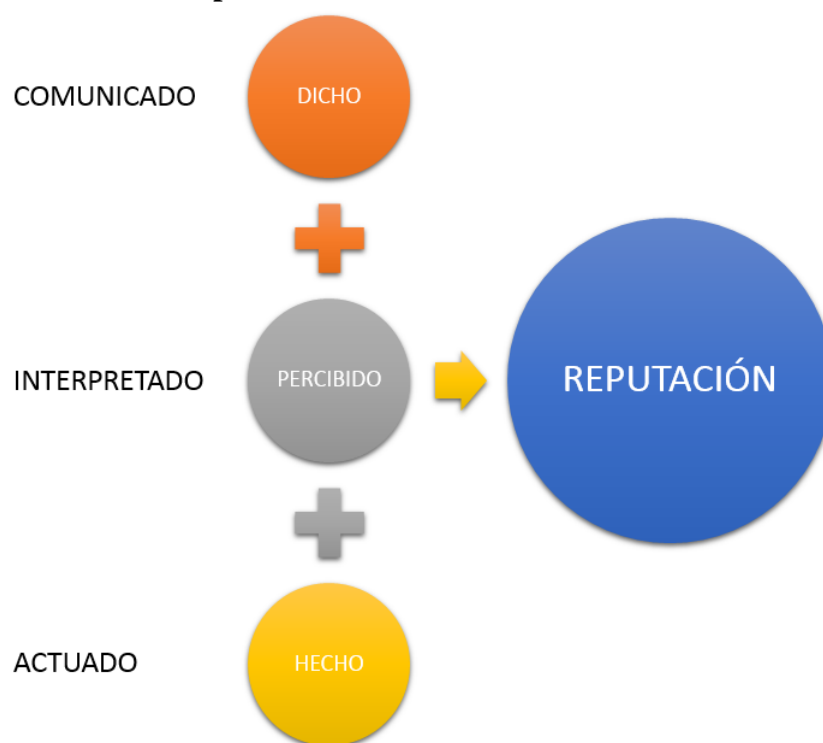 COMUNICADO
DICHO
INTERPRETADO
PERCIBIDO
REPUTACIÓN
ACTUADO
HECHO